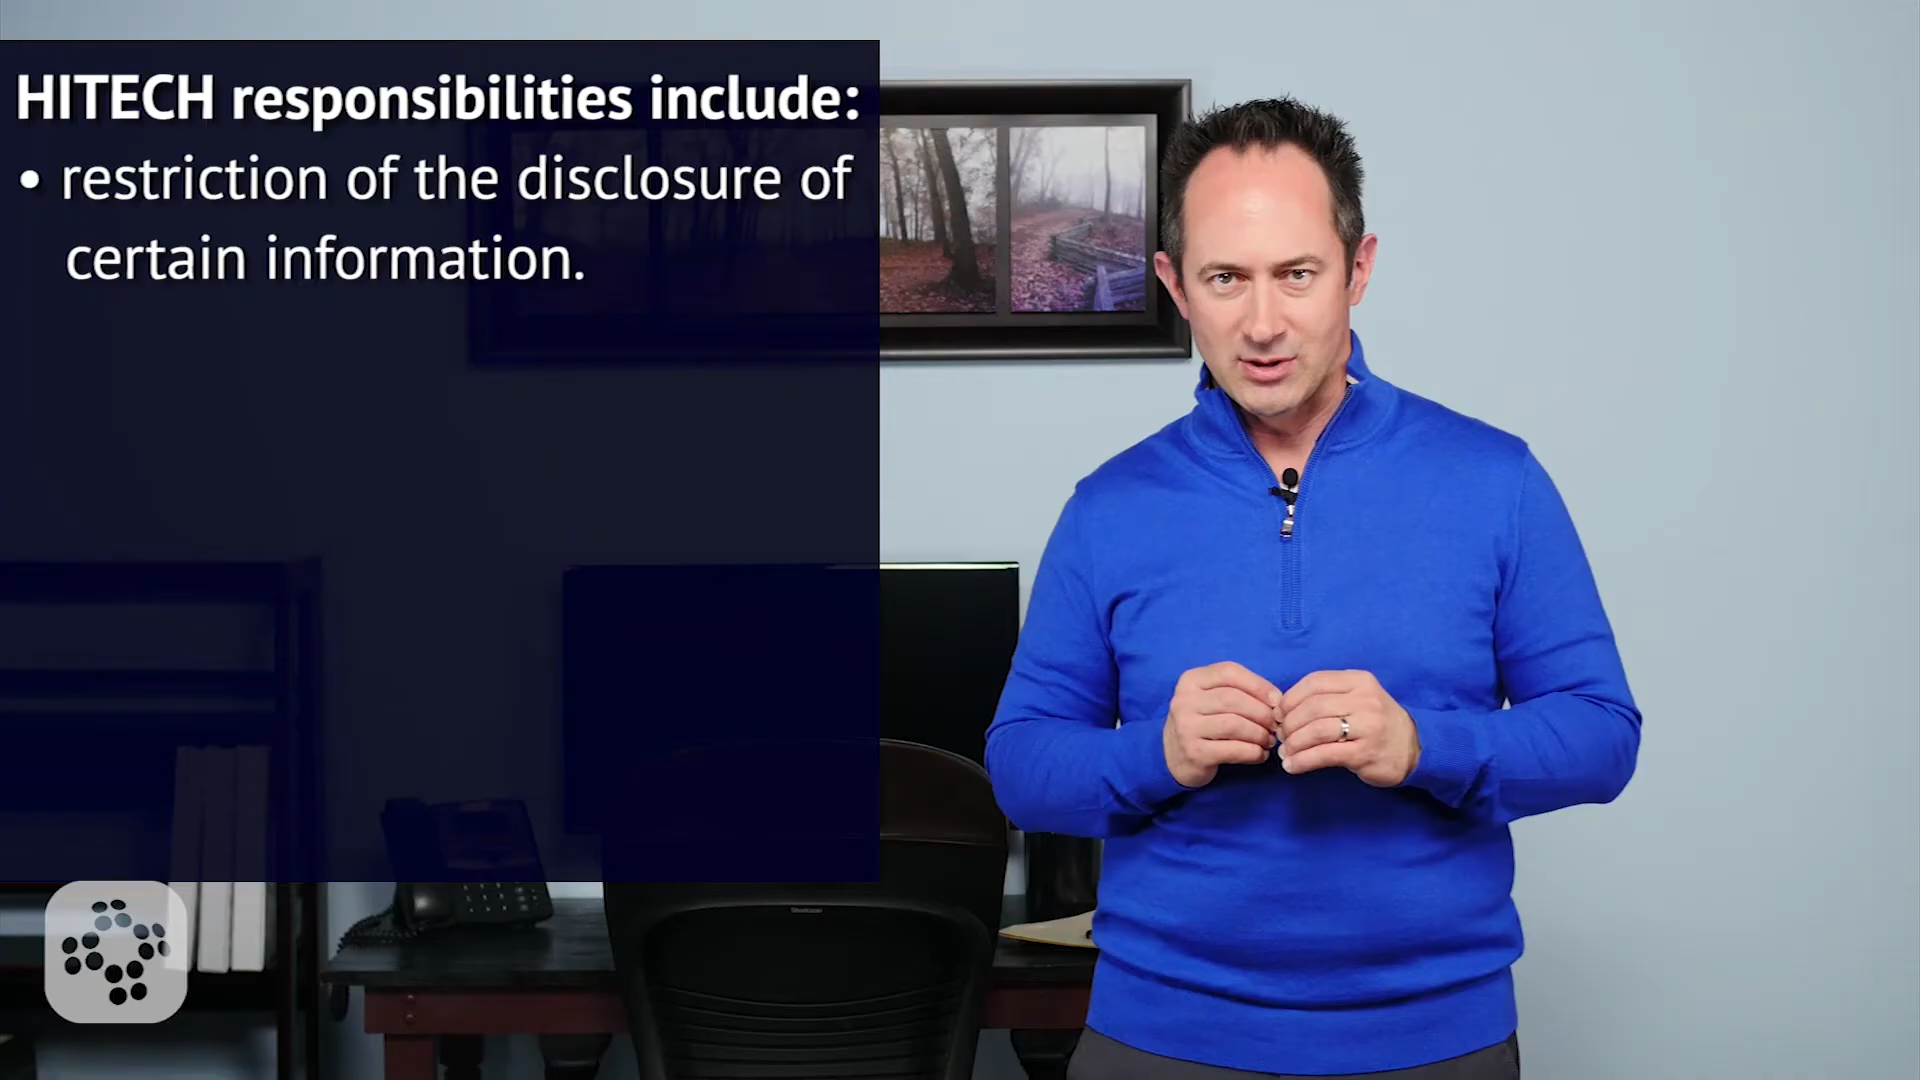 HITECH responsibilities include:
• restriction of the disclosure of
certain information.